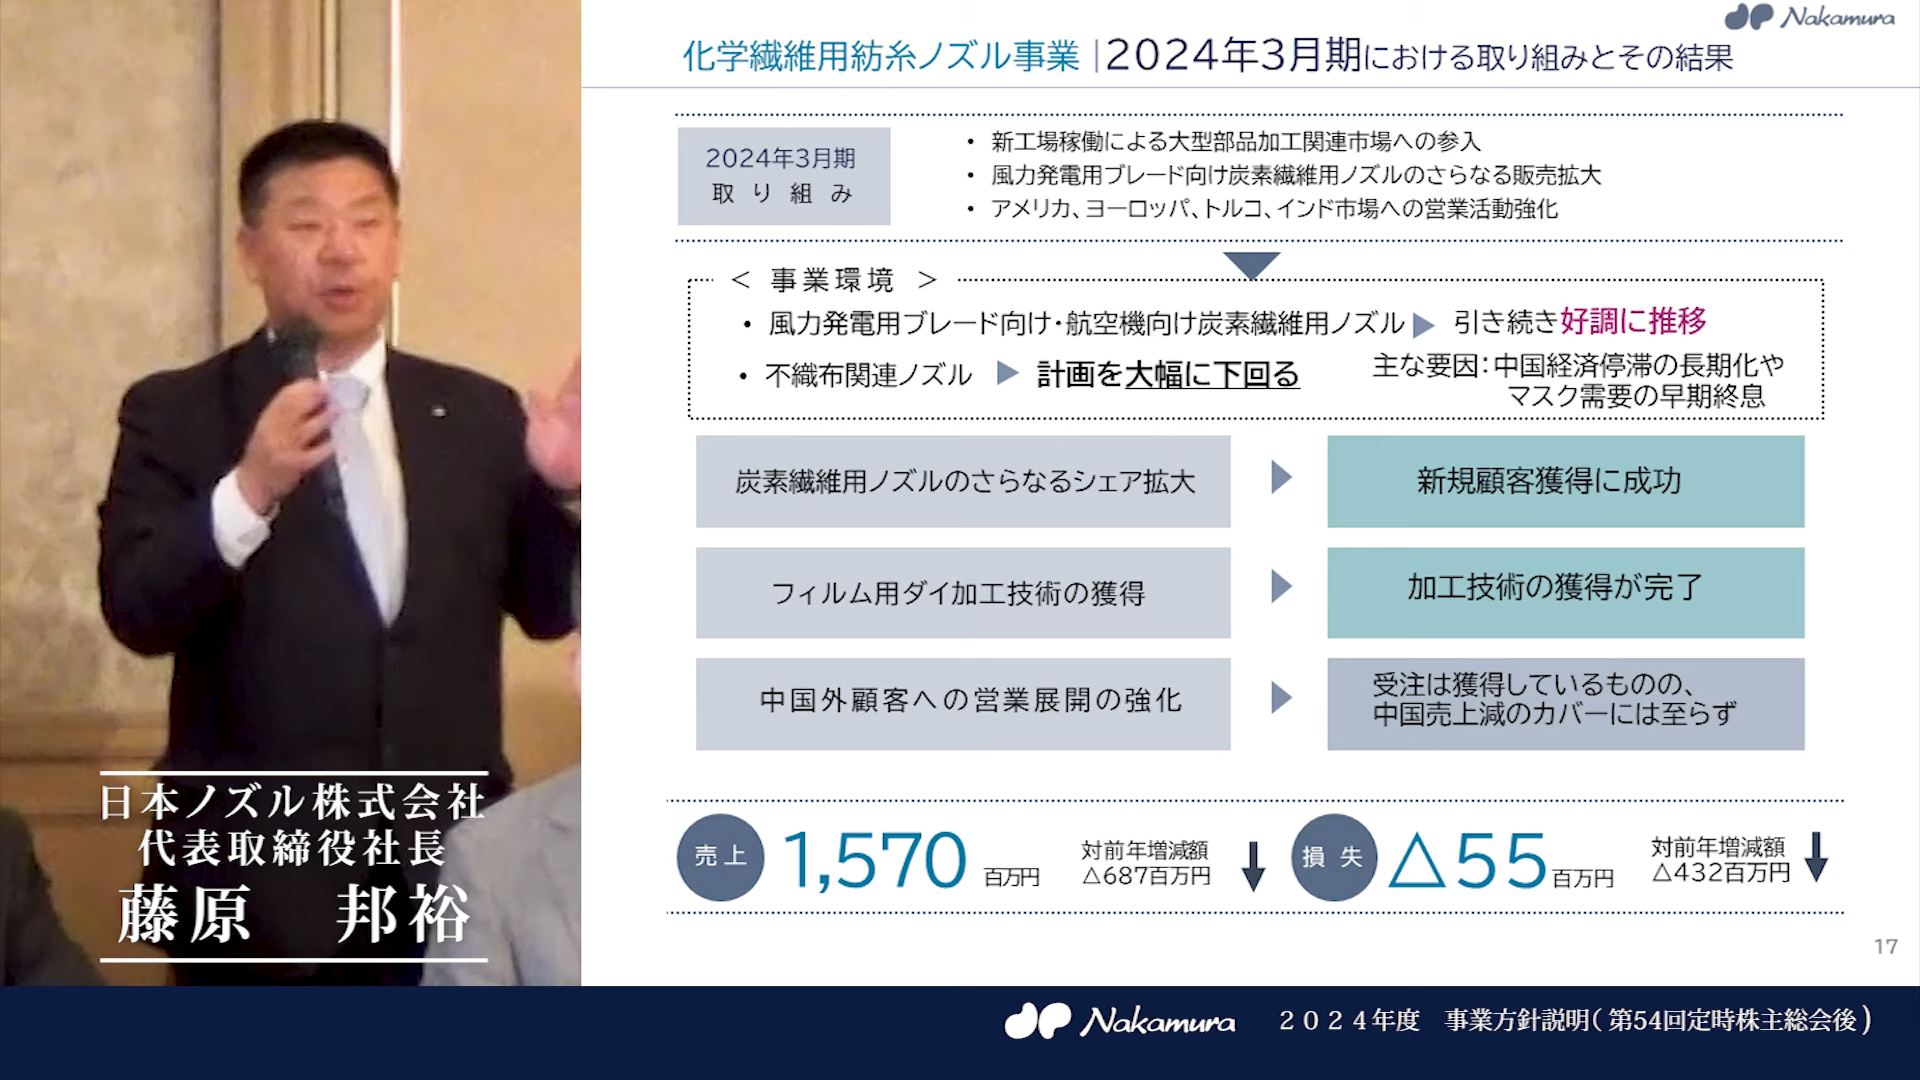 Nakamura
化学繊維用紡糸ノズル事業 |2024年3月期における取り組みとその結果
2024年3月期
取り組み
• 新工場稼働による大型部品加工関連市場への参入
• 風力発電用ブレード向け炭素繊維用ノズルのさらなる販売拡大
• アメリカ、ヨーロッパ、トルコ、インド市場への営業活動強化
＜ 事業環境 ＞
• 風力発電用ブレード向け・航空機向け炭素繊維用ノズル ▶ 引き続き好調に推移
• 不織布関連ノズル ▶ 計画を大幅に下回る
主な要因：中国経済停滞の長期化や
マスク需要の早期終息
炭素繊維用ノズルのさらなるシェア拡大
新規顧客獲得に成功
フィルム用ダイ加工技術の獲得
加工技術の獲得が完了
中国外顧客への営業展開の強化
受注は獲得しているものの、
中国売上減のカバーには至らず
売上
1,570 百万円
対前年増減額
△687百万円
損失
△55 百万円
対前年増減額
△432百万円
17
日本ノズル株式会社
代表取締役社長
藤原　邦裕
Nakamura
２０２４年度　事業方針説明（第54回定時株主総会後）